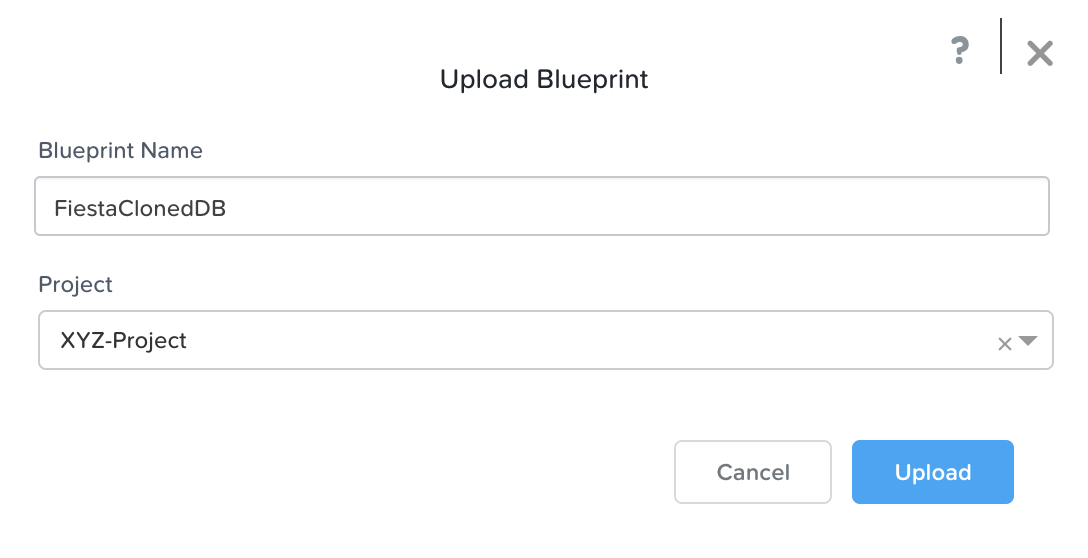 ?
Upload Blueprint
Blueprint Name
FiestaClonedDB
Project
XYZ-Project
Cancel
Upload